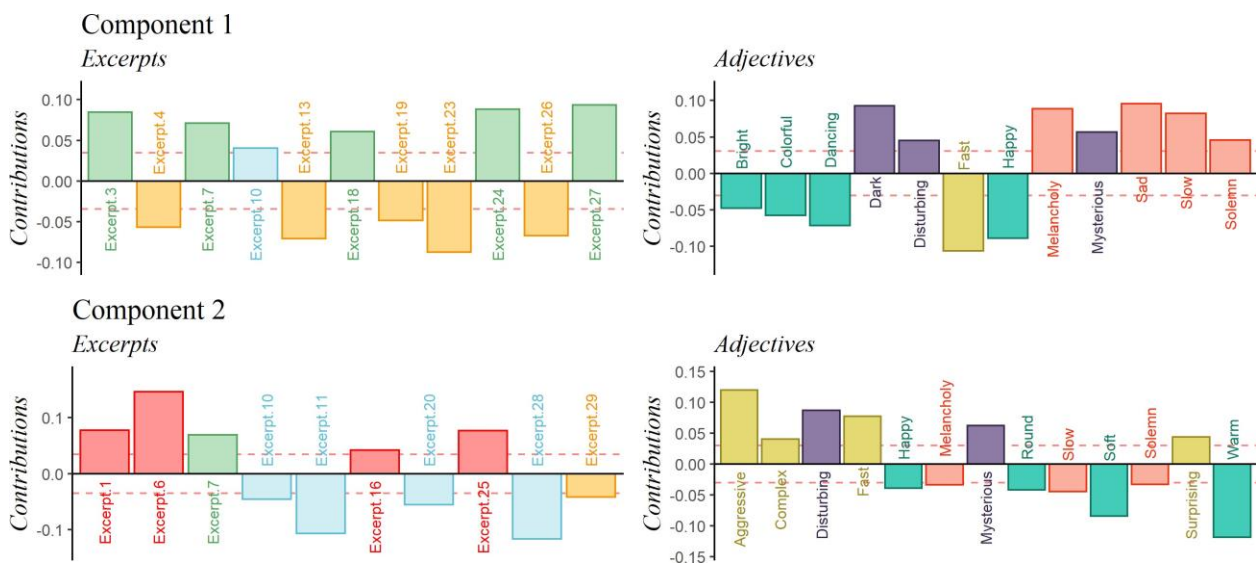 Component 1
Excerpts
Contributions
0.10
0.05
0.00
-0.05
-0.10
Excerpt.3
Excerpt.4
Excerpt.7
Excerpt.10
Excerpt.13
Excerpt.18
Excerpt.19
Excerpt.23
Excerpt.24
Excerpt.26
Excerpt.27
Adjectives
Contributions
0.10
0.05
0.00
-0.05
-0.10
Bright
Colorful
Dancing
Dark
Disturbing
Fast
Happy
Melancholy
Mysterious
Sad
Slow
Solemn
Component 2
Excerpts
Contributions
0.1
0.0
-0.1
Excerpt.1
Excerpt.6
Excerpt.7
Excerpt.10
Excerpt.11
Excerpt.16
Excerpt.20
Excerpt.25
Excerpt.28
Excerpt.29
Adjectives
Contributions
0.15
0.10
0.05
0.00
-0.05
-0.10
-0.15
Aggressive
Complex
Disturbing
Fast
Happy
Melancholy
Mysterious
Round
Slow
Soft
Solemn
Surprising
Warm